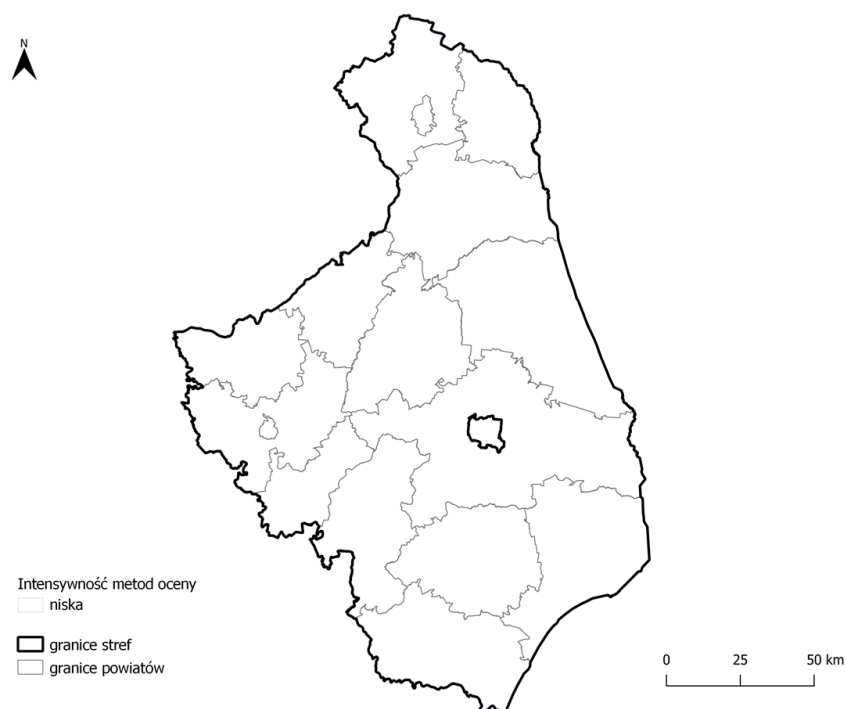 N
Intensywność metod oceny
niska
granice stref
granice powiatów
0 25 50 km